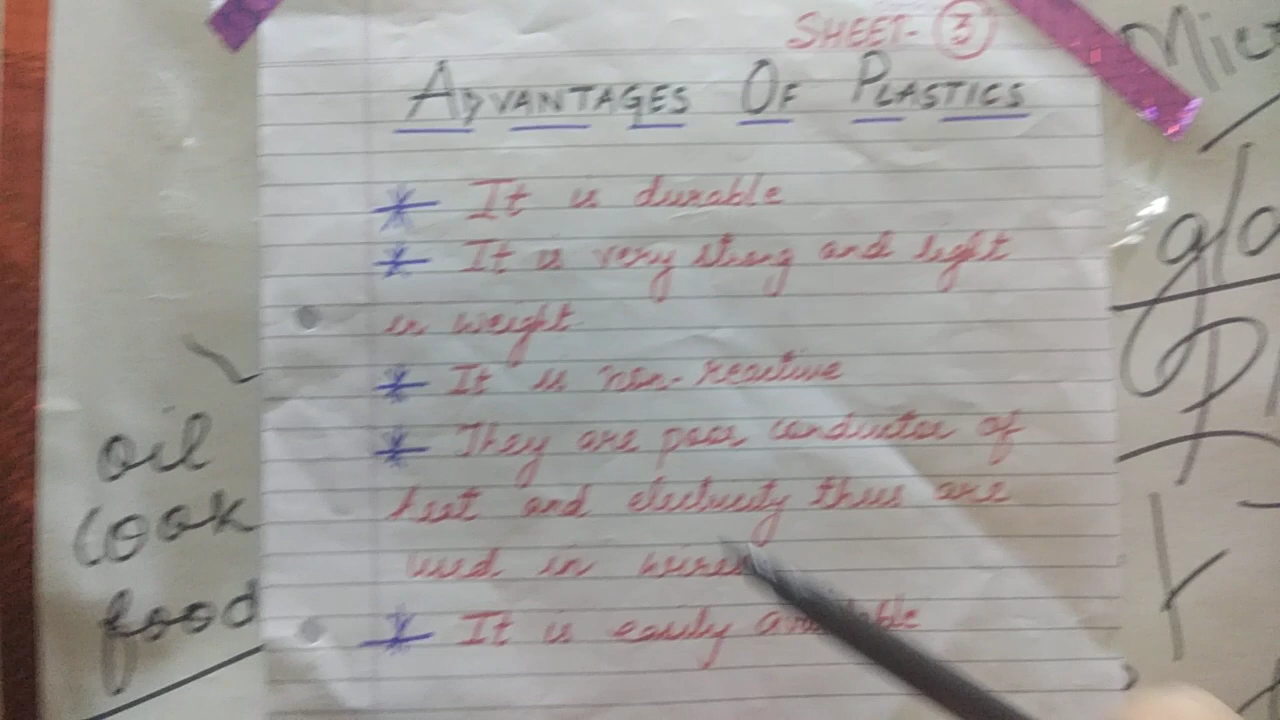 SHEET-3
ADVANTAGES OF PLASTICS
* It is durable
* It is very strong and light
in weight
* It is non-reactive
* They are poor conductor of
heat and electricity thus are
used in wires
* It is easily available
oil
cook
food